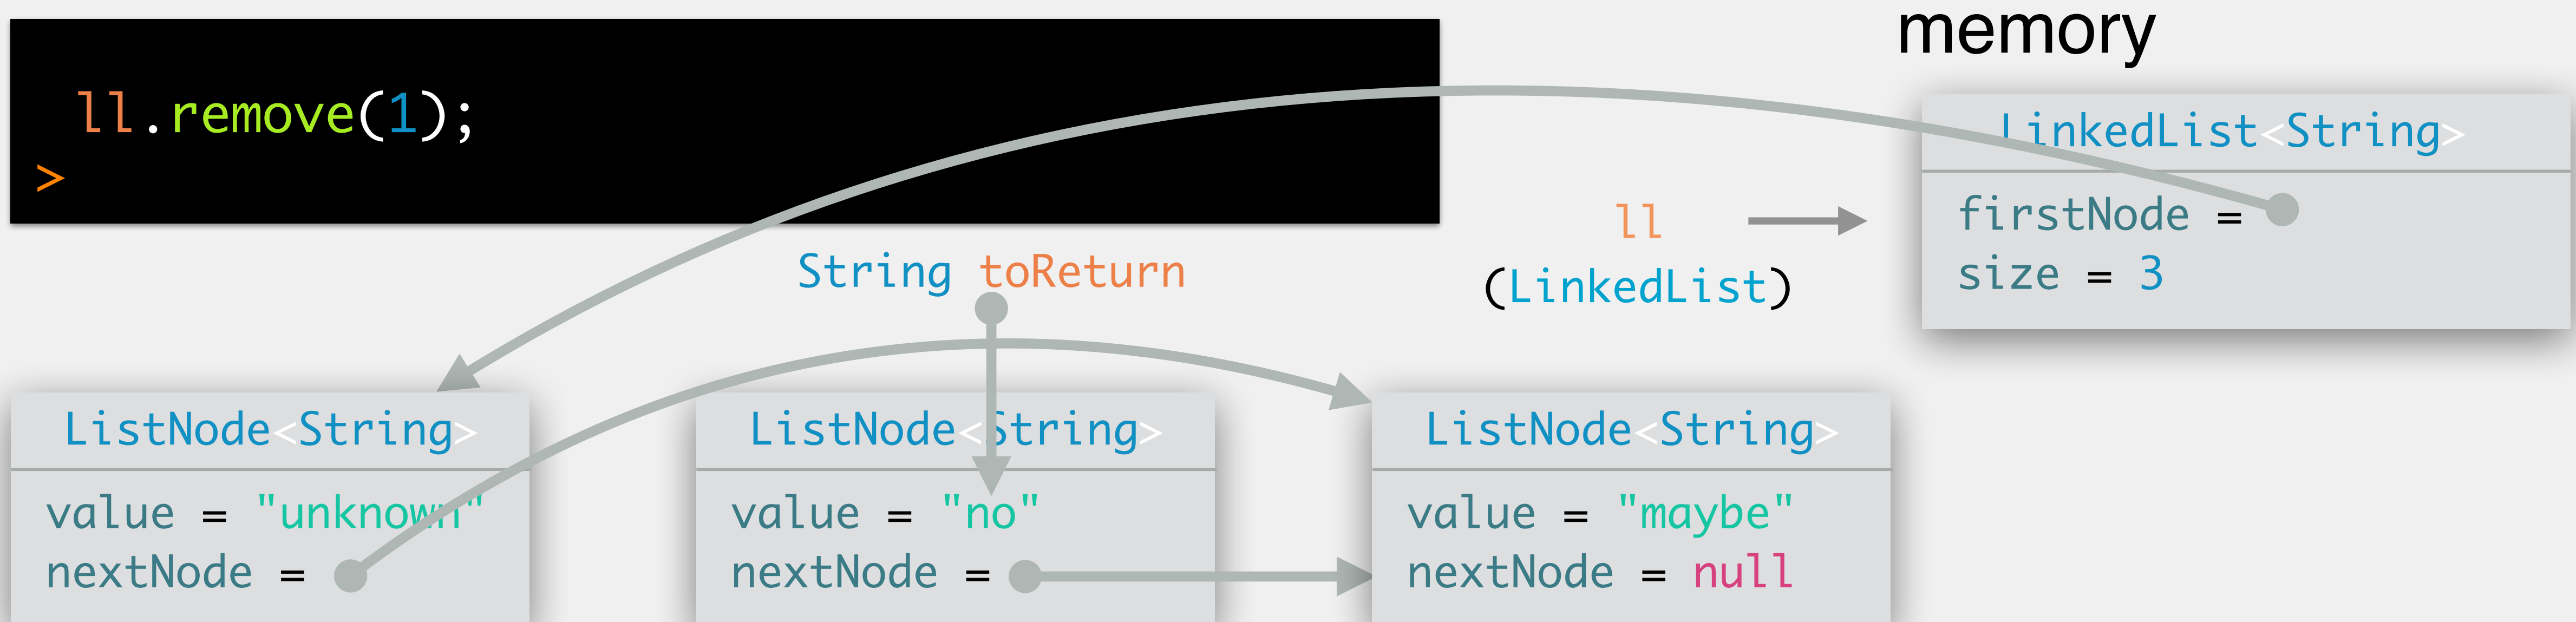 memory
ll.remove(1);
>
LinkedList<String>
firstNode =
size = 3
ll
(LinkedList)
String toReturn
ListNode<String>
value = "unknown"
nextNode =
ListNode<String>
value = "no"
nextNode =
ListNode<String>
value = "maybe"
nextNode = null